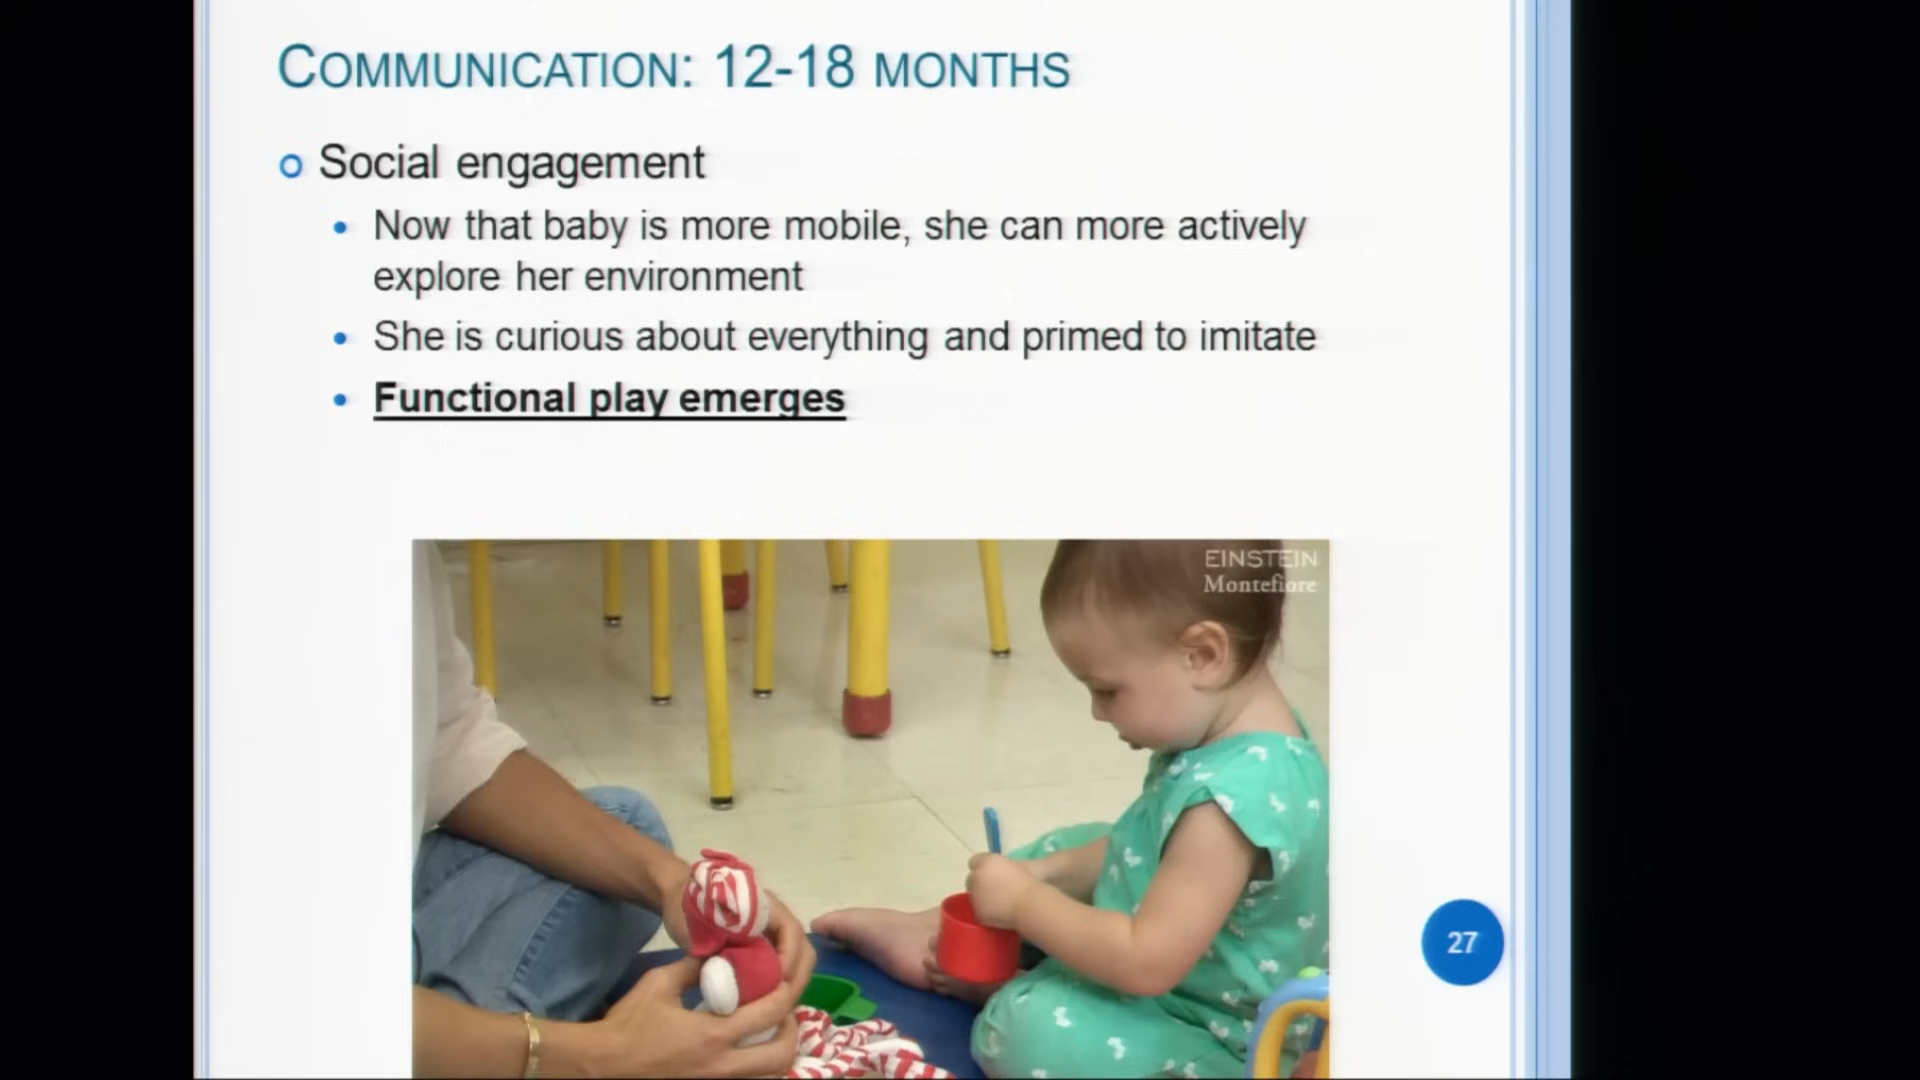 COMMUNICATION: 12-18 MONTHS
Social engagement
Now that baby is more mobile, she can more actively
explore her environment
She is curious about everything and primed to imitate
Functional play emerges
EINSTEIN
Montefiore
27